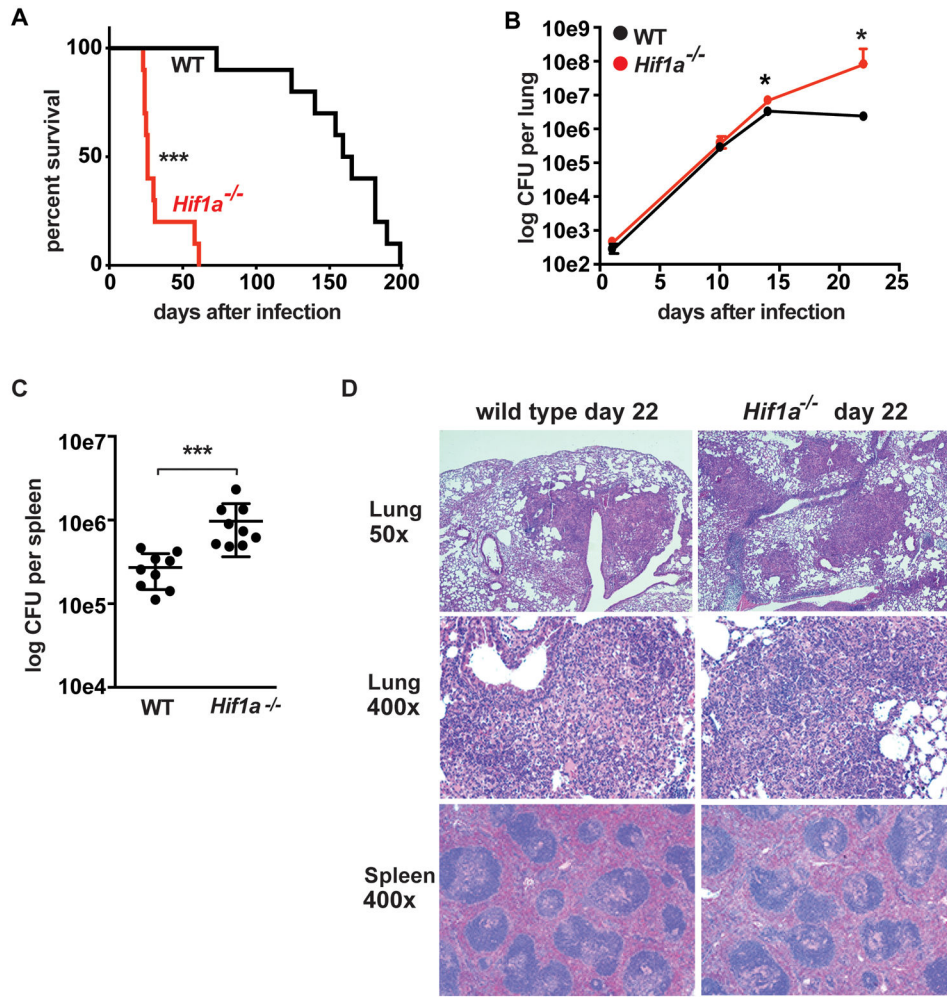 A
percent survival
100
50
0
WT
***
Hif1a-/-
0 50 100 150 200
days after infection
B
log CFU per lung
10e9
10e8
10e7
10e6
10e5
10e4
10e3
10e2
WT
Hif1a-/-
*
*
0 5 10 15 20 25
days after infection
C
log CFU per spleen
10e7
10e6
10e5
10e4
***
WT Hif1a -/-
D
wild type day 22 Hif1a-/- day 22
Lung
50x
Lung
400x
Spleen
400x